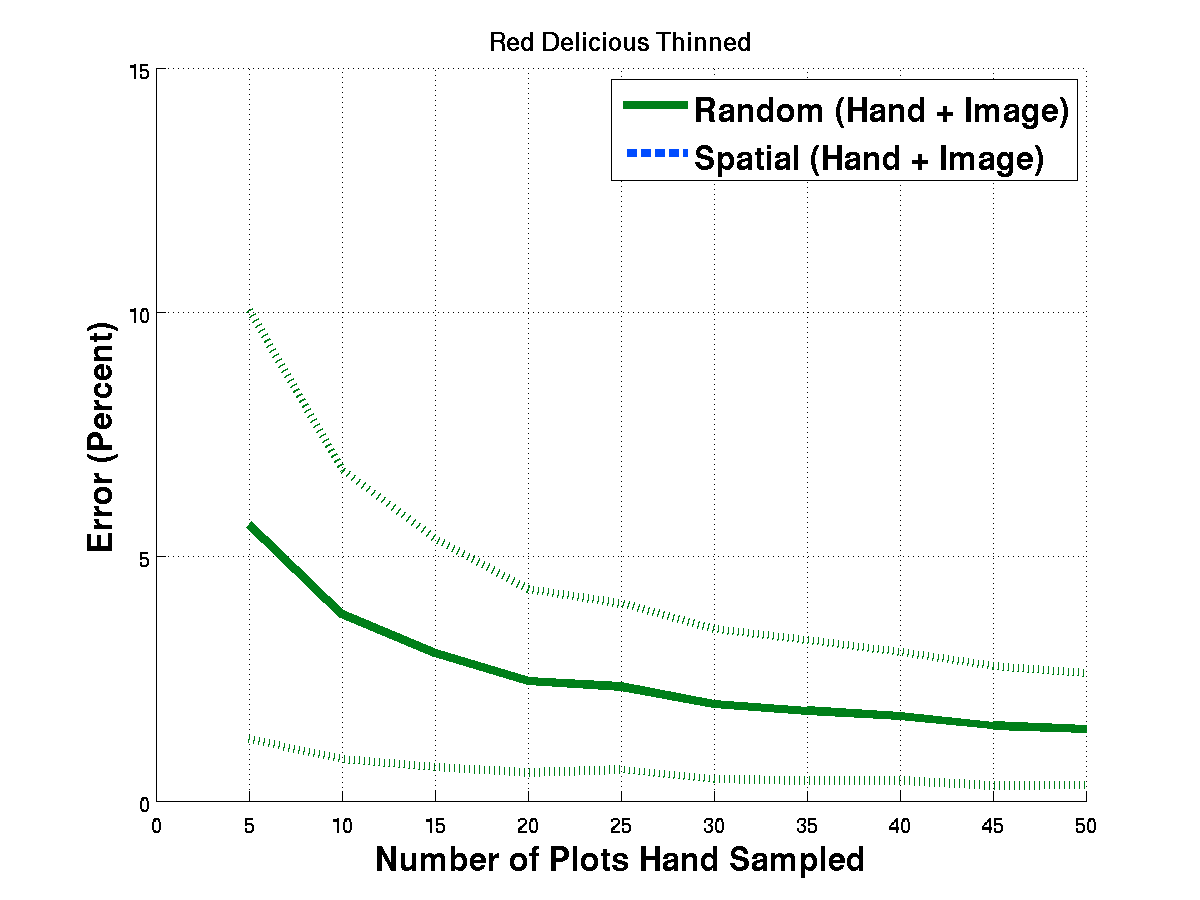 Red Delicious Thinned
15
10
5
0
Error (Percent)
Random (Hand + Image)
Spatial (Hand + Image)
0 5 10 15 20 25 30 35 40 45 50
Number of Plots Hand Sampled